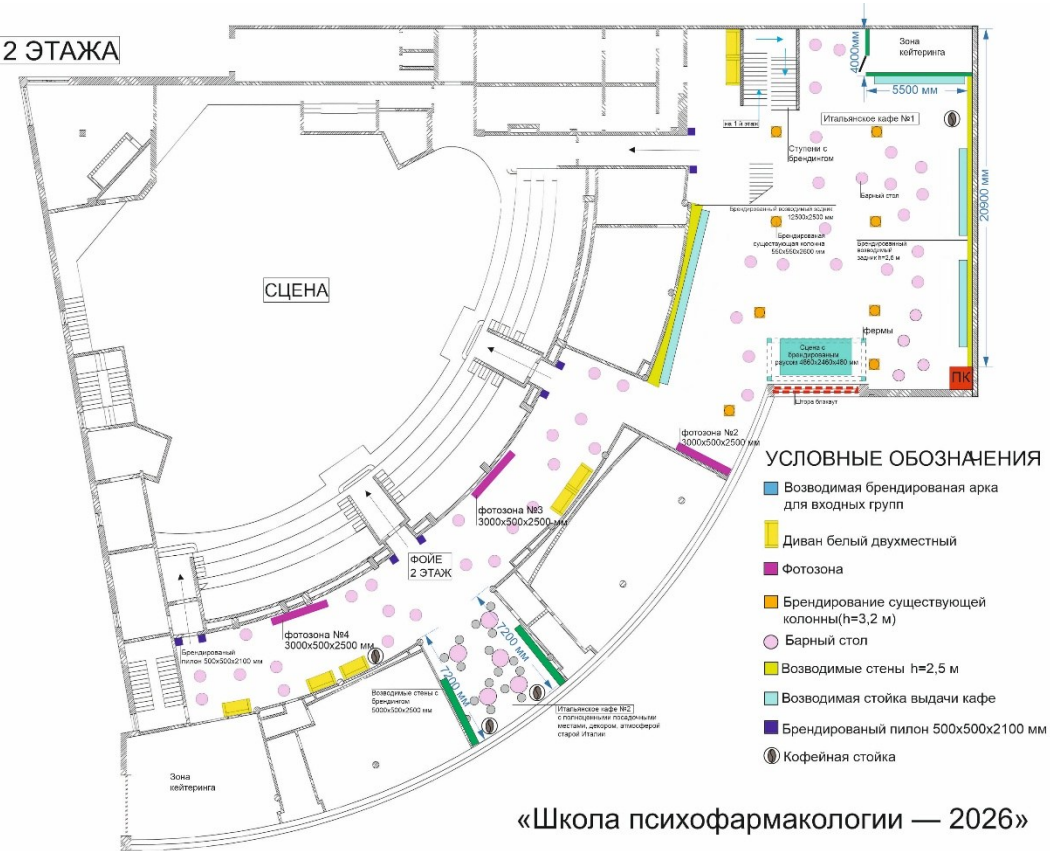 2 ЭТАЖА
Зона
кейтеринга
4000мм
5500 мм
Итальянское кафе №1
на 1-й этаж
Ступени с
брендингом
20900 мм
Барный стол
Брендированный возводимый задник
12500х2500 мм
Брендированая
существующая колонна
550х550х2600 мм
Брендированный
возводимый
задник h=2,6 м
СЦЕНА
фермы
Сцена с
брендированым
раусом 4860х2460х480 мм
ПК
Штора блэкаут
фотозона №2
3000х500х2500 мм
УСЛОВНЫЕ ОБОЗНАЧЕНИЯ
Возводимая брендированая арка
для входных групп
Диван белый двухместный
Фотозона
Брендирование существующей
колонны(h=3,2 м)
Барный стол
Возводимые стены h=2,5 м
Возводимая стойка выдачи кафе
Брендированый пилон 500х500х2100 мм
Кофейная стойка
фотозона №3
3000х500х2500 мм
ФОЙЕ
2 ЭТАЖ
фотозона №4
3000х500х2500 мм
Брендированый
пилон 500х500х2100 мм
7200 мм
7200 мм
Возводимые стены с
брендингом
5000х500х2500 мм
Итальянское кафе №2
с полноценными посадочными
местами, декором, атмосферой
старой Италии
Зона
кейтеринга
«Школа психофармакологии — 2026»